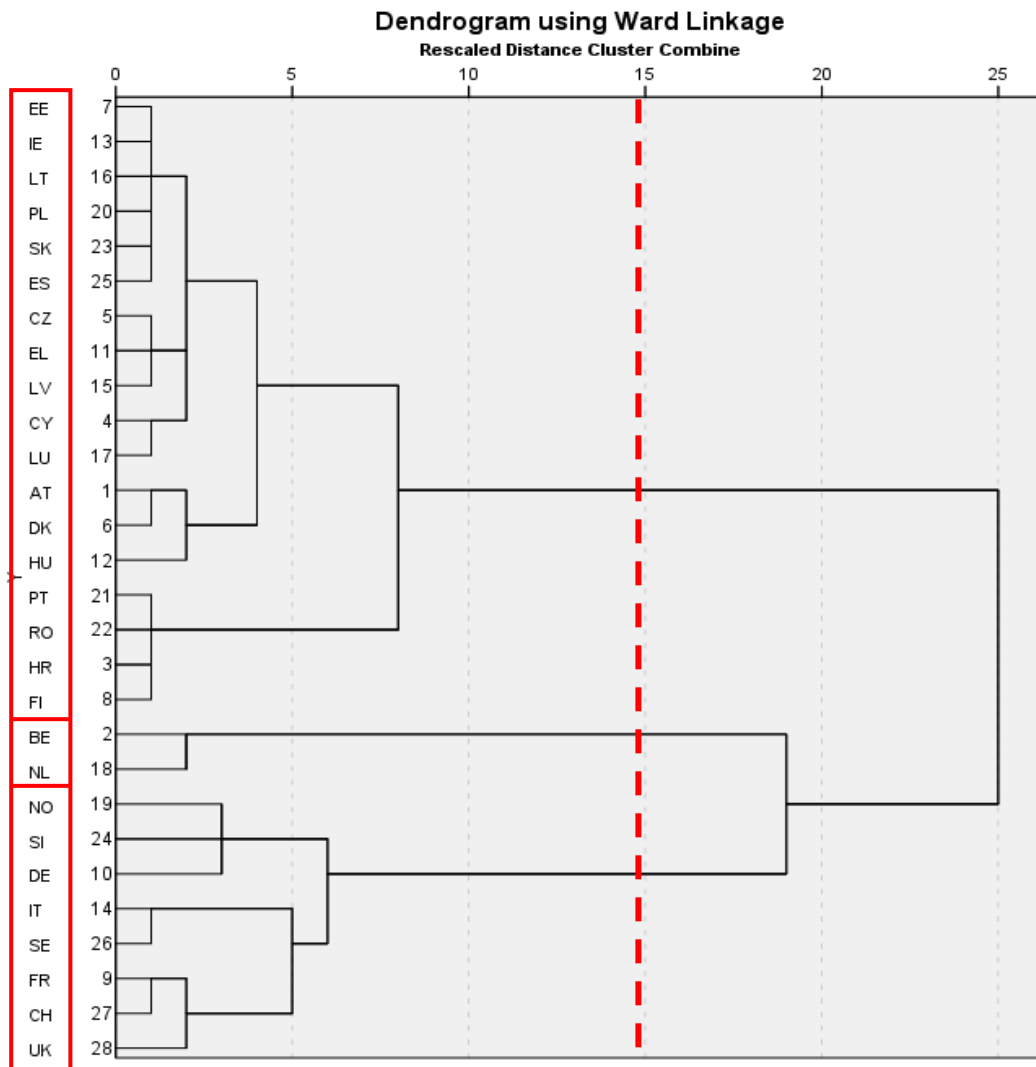 Dendrogram using Ward Linkage
Rescaled Distance Cluster Combine
0 5 10 15 20 25
EE 7
IE 13
LT 16
PL 20
SK 23
ES 25
CZ 5
EL 11
LV 15
CY 4
LU 17
AT 1
DK 6
HU 12
Y
PT 21
RO 22
HR 3
FI 8
BE 2
NL 18
NO 19
SI 24
DE 10
IT 14
SE 26
FR 9
CH 27
UK 28